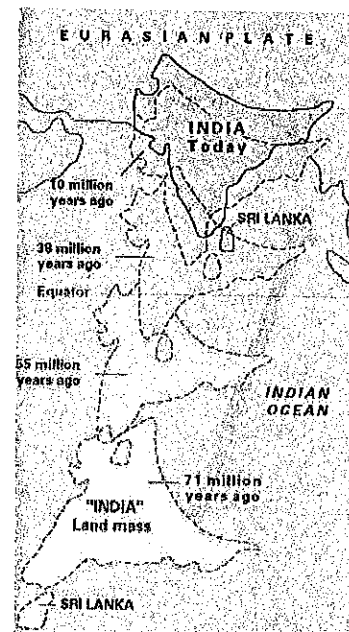 EURASIAN PLATE
INDIA
Today
10 million
years ago
SRI LANKA
38 million
years ago
Equator
55 million
years ago
INDIAN
OCEAN
71 million
years ago
"INDIA"
Land mass
SRI LANKA